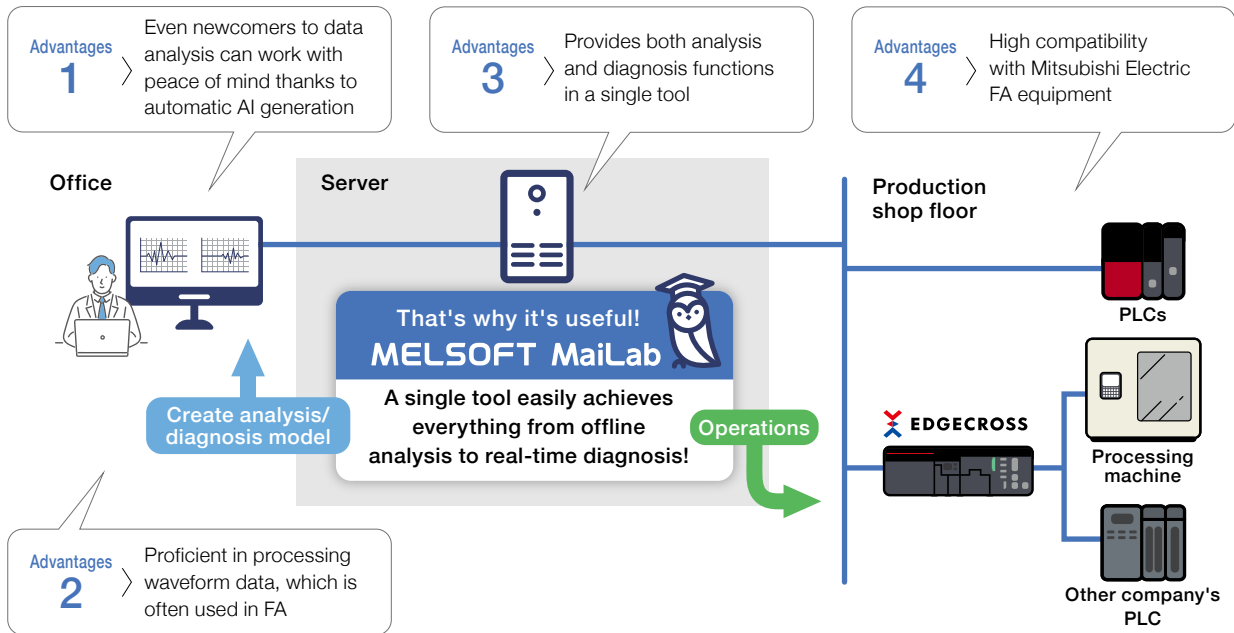 Advantages
1
Even newcomers to data
analysis can work with
peace of mind thanks to
automatic AI generation
Advantages
3
Provides both analysis
and diagnosis functions
in a single tool
Advantages
4
High compatibility
with Mitsubishi Electric
FA equipment
Office
Server
Production
shop floor
PLCs
That's why it's useful!
MELSOFT MaiLab
A single tool easily achieves
everything from offline
analysis to real-time diagnosis!
Create analysis/
diagnosis model
Operations
EDGECROSS
Processing
machine
Other company's
PLC
Advantages
2
Proficient in processing
waveform data, which is
often used in FA